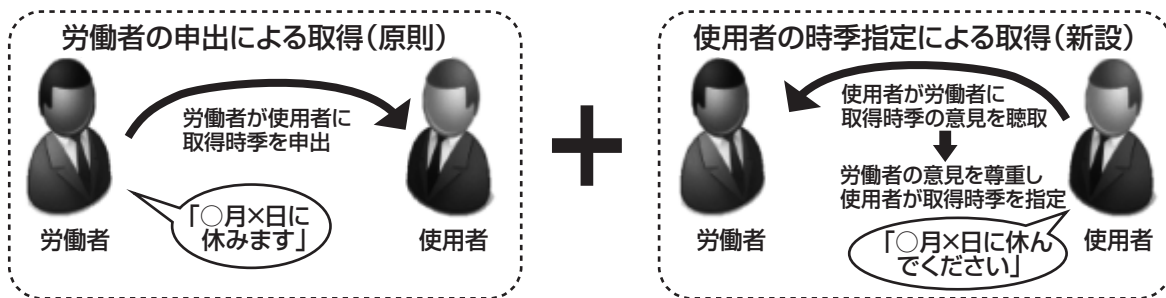 労働者の申出による取得(原則)
労働者が使用者に
取得時季を申出
「○月×日に
休みます」
労働者
使用者
+
使用者の時季指定による取得(新設)
使用者が労働者に
取得時季の意見を聴取
労働者の意見を尊重し
使用者が取得時季を指定
「○月×日に休ん
でください」
労働者
使用者